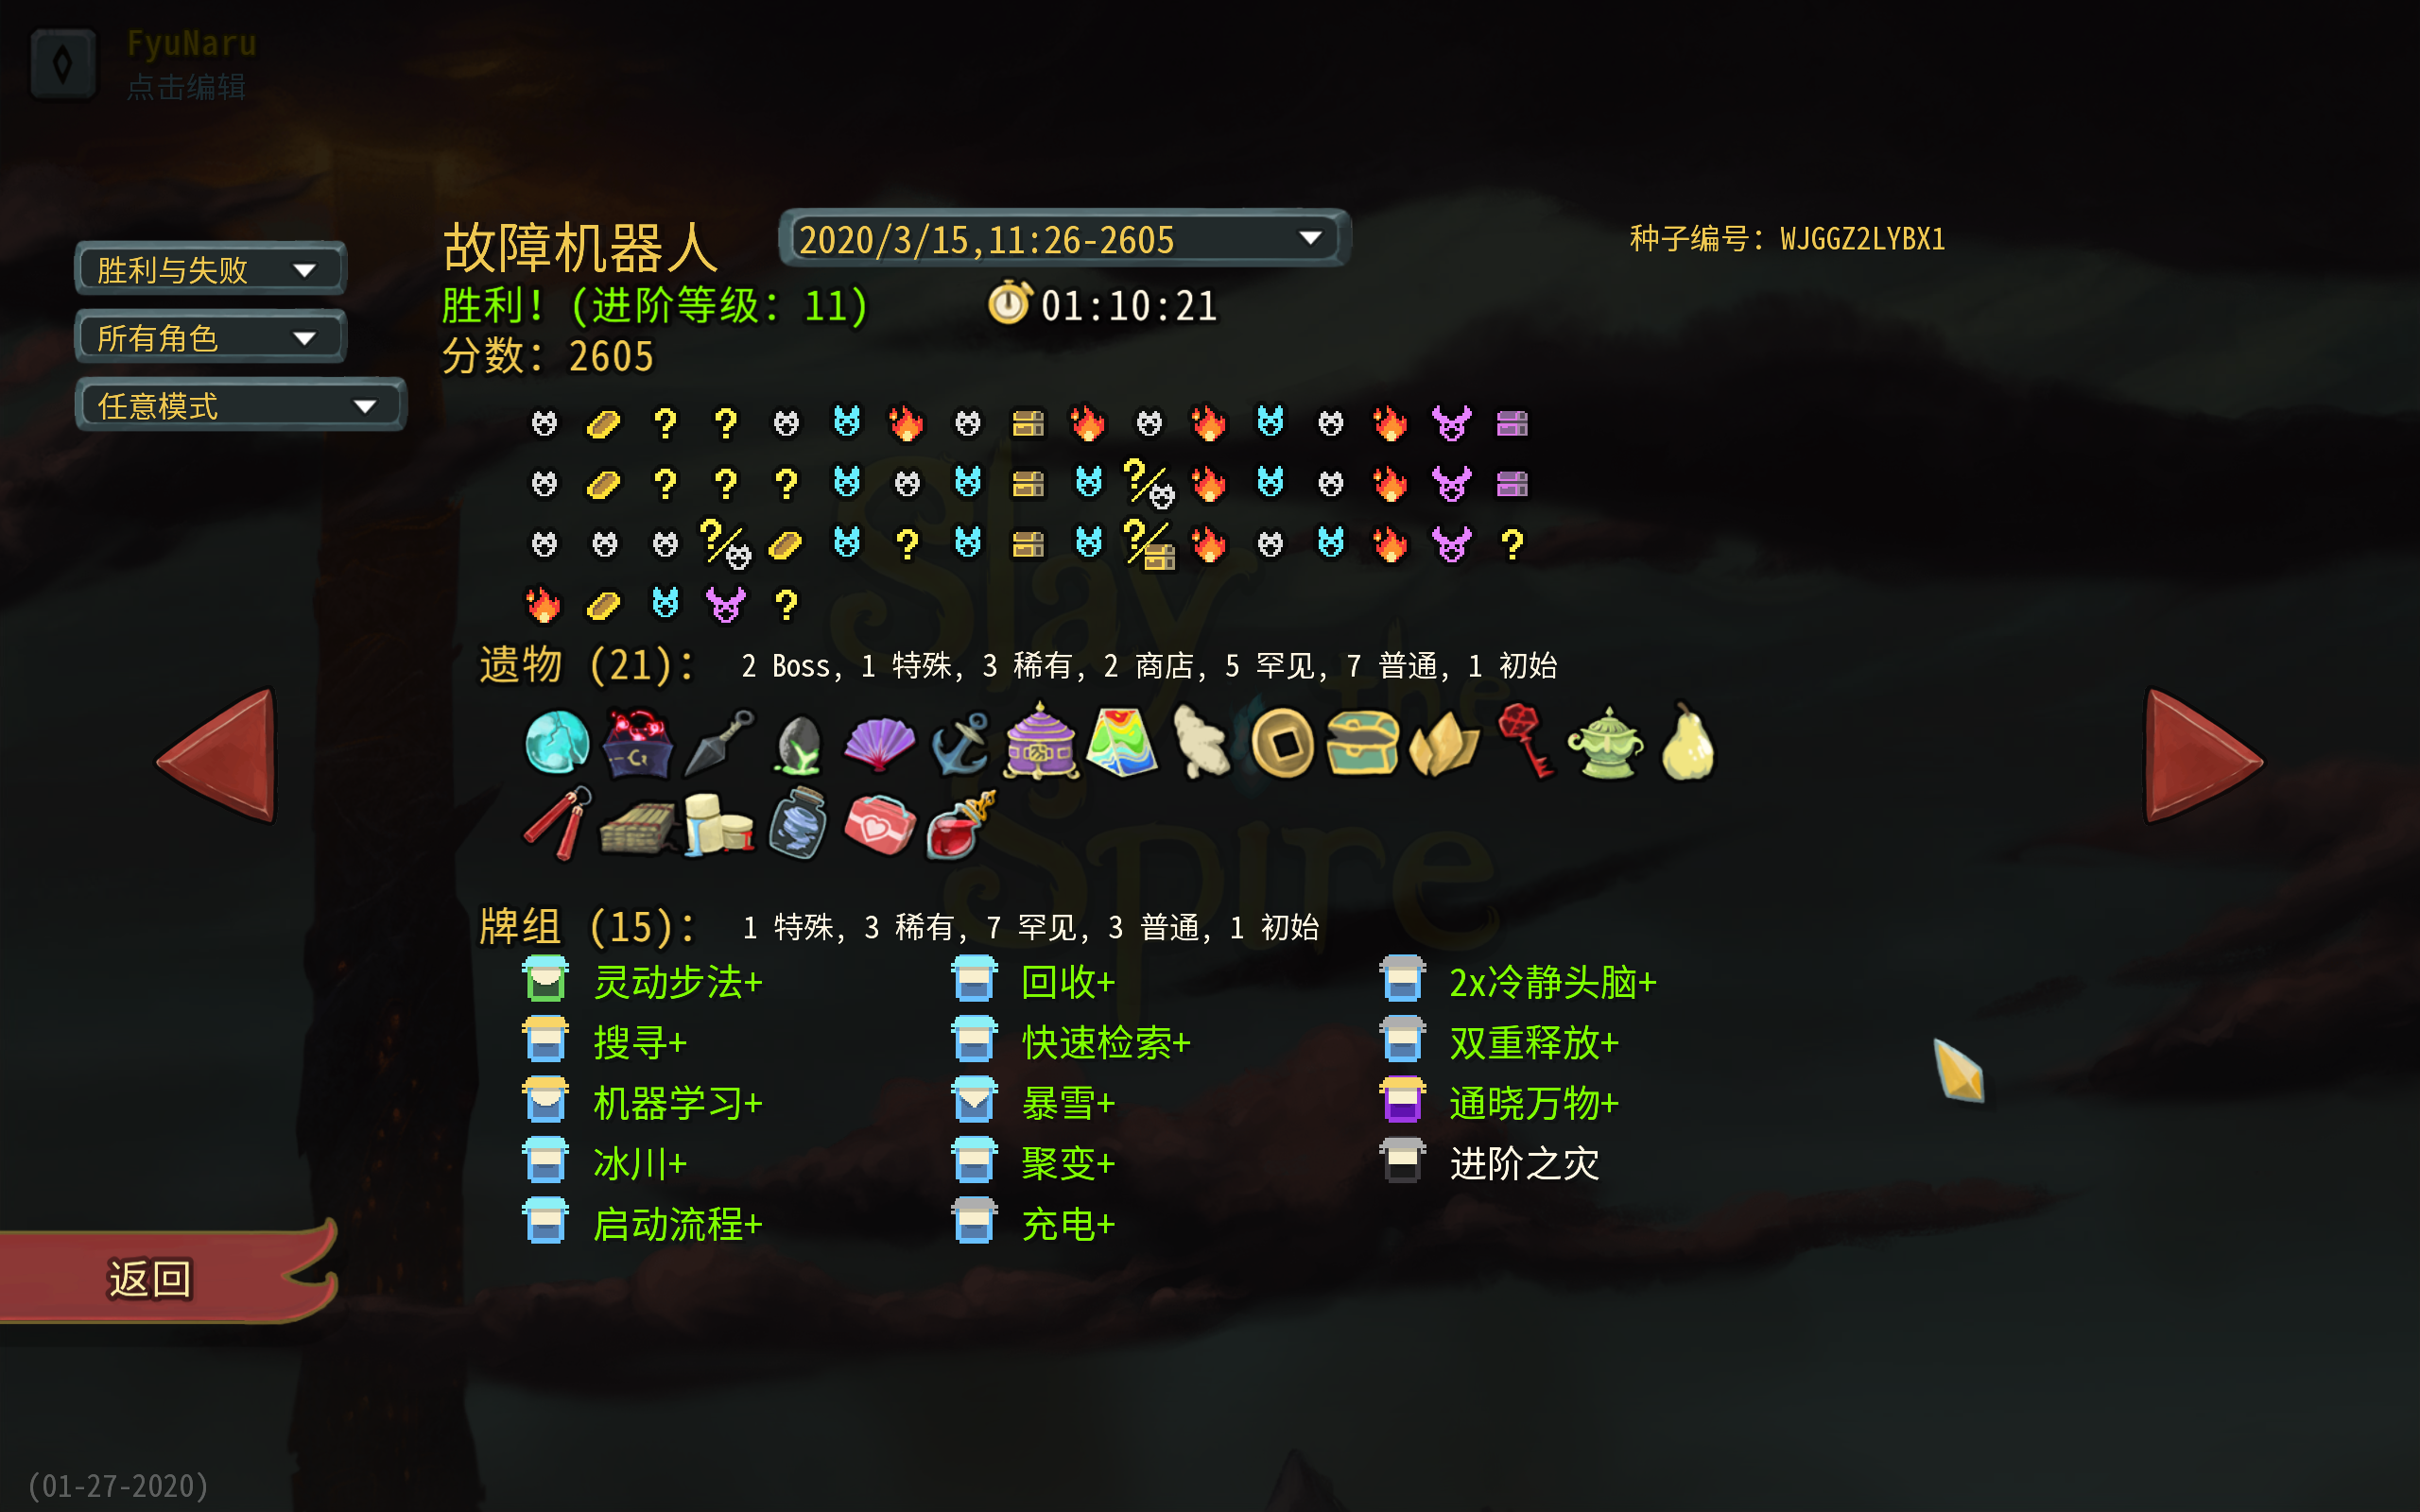 FyuNaru
点击编辑
故障机器人
2020/3/15,11:26-2605
种子编号: WJGGZ2LYBX1
胜利与失败
胜利! (进阶等级: 11)
01:10:21
所有角色
分数: 2605
任意模式
Slay the Spire
遗物 (21):
2 Boss, 1 特殊, 3 稀有, 2 商店, 5 罕见, 7 普通, 1 初始
牌组 (15):
1 特殊, 3 稀有, 7 罕见, 3 普通, 1 初始
灵动步法+
回收+
2x冷静头脑+
搜寻+
快速检索+
双重释放+
机器学习+
暴雪+
通晓万物+
冰川+
聚变+
进阶之灾
启动流程+
充电+
返回
(01-27-2020)